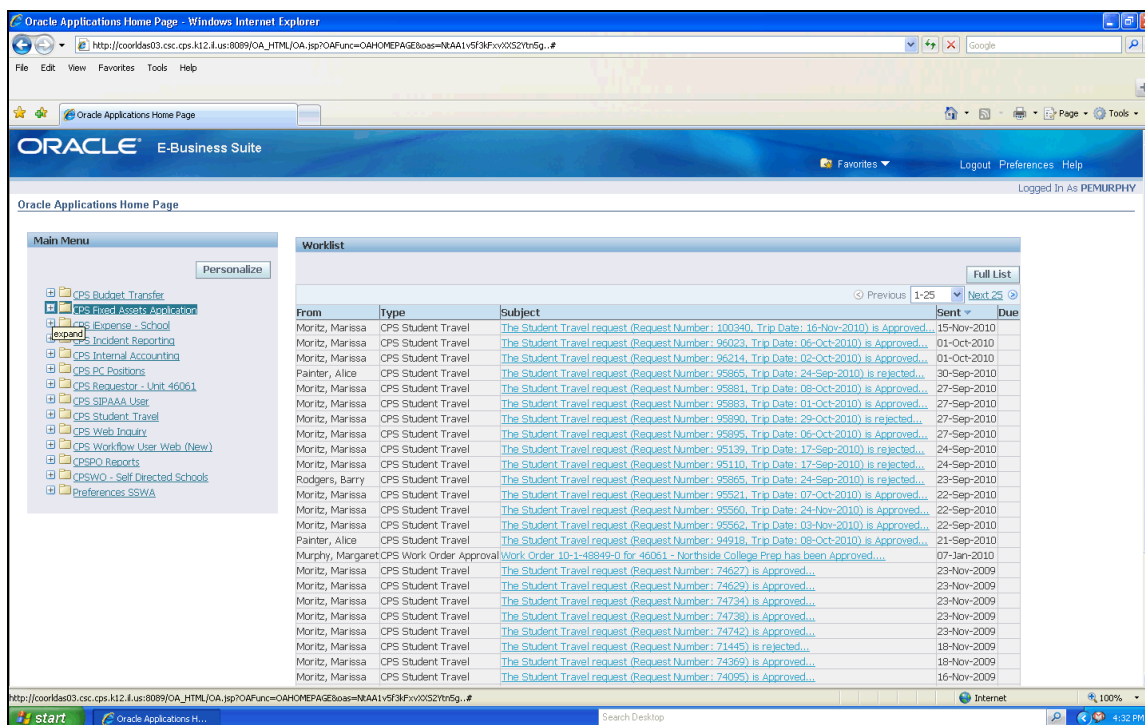 Oracle Applications Home Page - Windows Internet Explorer
http://coorldas03.csc.cps.k12.il.us:8089/OA_HTML/OA.jsp?OAFunc=OAHOMEPAGE&oas=NtAA1v5f3kFxvXXS2Ytn5g..#
Google
File Edit View Favorites Tools Help
Oracle Applications Home Page
Page Tools
ORACLE E-Business Suite
Favorites Logout Preferences Help
Logged In As PEMURPHY
Oracle Applications Home Page
Main Menu
Personalize
CPS Budget Transfer
CPS Fixed Assets Application
CPS iExpense - School
expand
CPS Incident Reporting
CPS Internal Accounting
CPS PC Positions
CPS Requestor - Unit 46061
CPS SIPAAA User
CPS Student Travel
CPS Web Inquiry
CPS Workflow User Web (New)
CPSPO Reports
CPSWO - Self Directed Schools
Preferences SSWA
Worklist
Full List
Previous 1-25 Next 25
From Type Subject Sent Due
Moritz, Marissa CPS Student Travel The Student Travel request (Request Number: 100340, Trip Date: 16-Nov-2010) is Approved... 15-Nov-2010
Moritz, Marissa CPS Student Travel The Student Travel request (Request Number: 96023, Trip Date: 06-Oct-2010) is Approved... 01-Oct-2010
Moritz, Marissa CPS Student Travel The Student Travel request (Request Number: 96214, Trip Date: 02-Oct-2010) is Approved... 01-Oct-2010
Painter, Alice CPS Student Travel The Student Travel request (Request Number: 95865, Trip Date: 24-Sep-2010) is rejected... 30-Sep-2010
Moritz, Marissa CPS Student Travel The Student Travel request (Request Number: 95881, Trip Date: 08-Oct-2010) is Approved... 27-Sep-2010
Moritz, Marissa CPS Student Travel The Student Travel request (Request Number: 95883, Trip Date: 01-Oct-2010) is Approved... 27-Sep-2010
Moritz, Marissa CPS Student Travel The Student Travel request (Request Number: 95890, Trip Date: 29-Oct-2010) is rejected... 27-Sep-2010
Moritz, Marissa CPS Student Travel The Student Travel request (Request Number: 95895, Trip Date: 06-Oct-2010) is Approved... 27-Sep-2010
Moritz, Marissa CPS Student Travel The Student Travel request (Request Number: 95139, Trip Date: 17-Sep-2010) is rejected... 24-Sep-2010
Moritz, Marissa CPS Student Travel The Student Travel request (Request Number: 95110, Trip Date: 17-Sep-2010) is rejected... 24-Sep-2010
Rodgers, Barry CPS Student Travel The Student Travel request (Request Number: 95865, Trip Date: 24-Sep-2010) is rejected... 23-Sep-2010
Moritz, Marissa CPS Student Travel The Student Travel request (Request Number: 95521, Trip Date: 07-Oct-2010) is Approved... 22-Sep-2010
Moritz, Marissa CPS Student Travel The Student Travel request (Request Number: 95560, Trip Date: 24-Nov-2010) is Approved... 22-Sep-2010
Moritz, Marissa CPS Student Travel The Student Travel request (Request Number: 95562, Trip Date: 03-Nov-2010) is Approved... 22-Sep-2010
Painter, Alice CPS Student Travel The Student Travel request (Request Number: 94918, Trip Date: 08-Oct-2010) is Approved... 21-Sep-2010
Murphy, Margaret CPS Work Order Approval Work Order 10-1-48849-0 for 46061 - Northside College Prep has been Approved.... 07-Jan-2010
Moritz, Marissa CPS Student Travel The Student Travel request (Request Number: 74627) is Approved... 23-Nov-2009
Moritz, Marissa CPS Student Travel The Student Travel request (Request Number: 74629) is Approved... 23-Nov-2009
Moritz, Marissa CPS Student Travel The Student Travel request (Request Number: 74734) is Approved... 23-Nov-2009
Moritz, Marissa CPS Student Travel The Student Travel request (Request Number: 74738) is Approved... 23-Nov-2009
Moritz, Marissa CPS Student Travel The Student Travel request (Request Number: 74742) is Approved... 23-Nov-2009
Moritz, Marissa CPS Student Travel The Student Travel request (Request Number: 71445) is rejected... 18-Nov-2009
Moritz, Marissa CPS Student Travel The Student Travel request (Request Number: 74369) is Approved... 18-Nov-2009
Moritz, Marissa CPS Student Travel The Student Travel request (Request Number: 74095) is Approved... 16-Nov-2009
http://coorldas03.csc.cps.k12.il.us:8089/OA_HTML/OA.jsp?OAFunc=OAHOMEPAGE&oas=NtAA1v5f3kFxvXXS2Ytn5g..#
Internet 100%
start Oracle Applications H... Search Desktop 4:32 PM